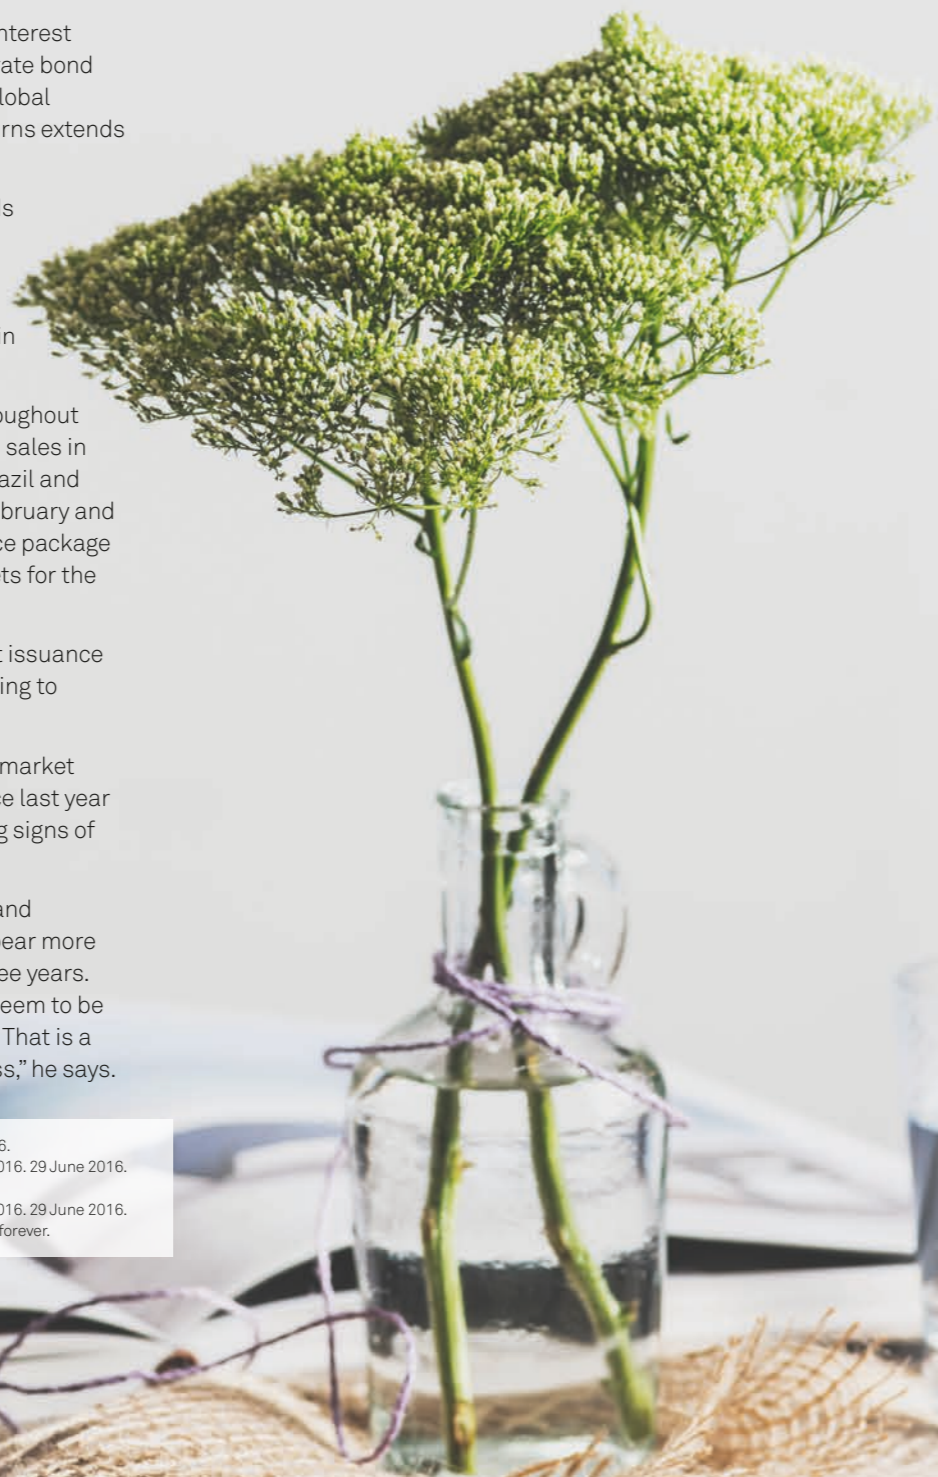 nterest
ate bond
lobal
rns extends
s
in
oughout
sales in
azil and
bruary and
ce package
ts for the
t issuance
ing to
market
ce last year
g signs of
and
ear more
ee years.
eem to be
That is a
ss,” he says.
6.
016. 29 June 2016.
016. 29 June 2016.
forever.